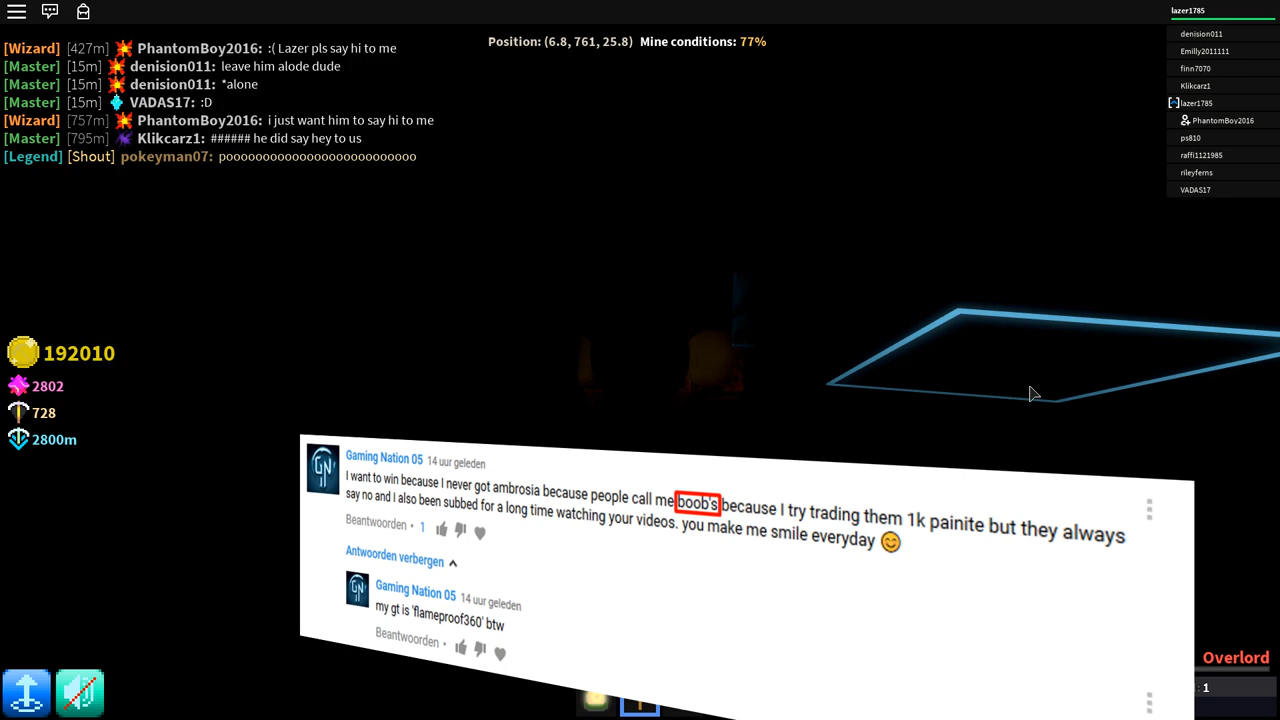 lazer1785
[Wizard] [427m] PhantomBoy2016: :( Lazer pls say hi to me
[Master] [15m] denision011: leave him alode dude
[Master] [15m] denision011: *alone
[Master] [15m] VADAS17: :D
[Wizard] [757m] PhantomBoy2016: i just want him to say hi to me
[Master] [795m] Klikcarz1: ###### he did say hey to us
[Legend] [Shout] pokeyman07: poooooooooooooooooooooooooo
Position: (6.8, 761, 25.8) Mine conditions: 77%
denision011
Emilly2011111
finn7070
Klikcarz1
lazer1785
PhantomBoy2016
ps810
raffi1121985
rileyferns
VADAS17
192010
2802
728
2800m
Gaming Nation 05 14 uur geleden
I want to win because I never got ambrosia because people call me boob's because I try trading them 1k painite but they always
say no and I also been subbed for a long time watching your videos. you make me smile everyday 😊
Beantwoorden • 1
Antwoorden verbergen
Gaming Nation 05 14 uur geleden
my gt is 'flameproof360' btw
Beantwoorden •
Overlord
: 1